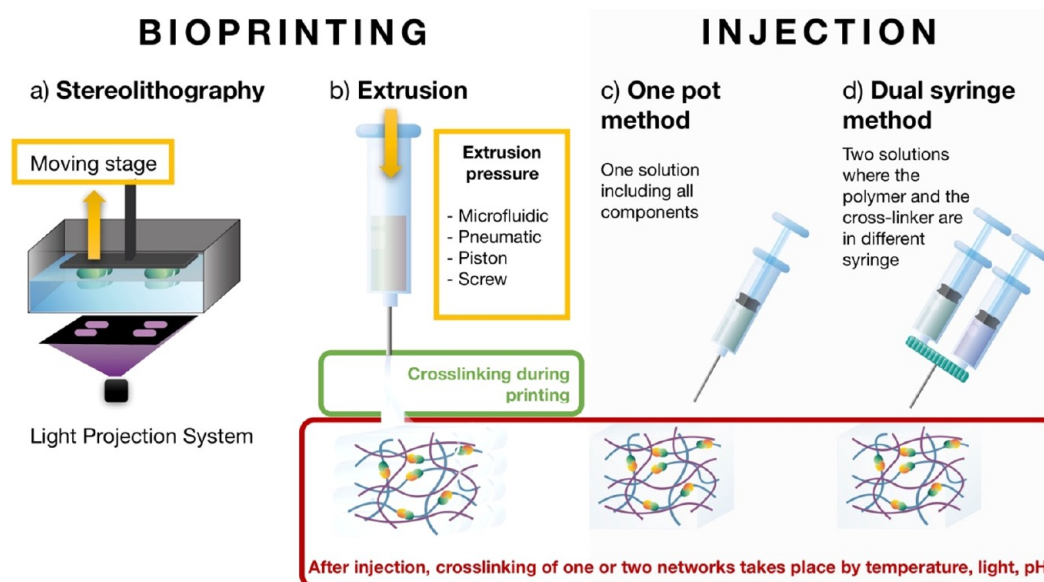 BIOPRINTING
INJECTION
a) Stereolithography
Moving stage
Light Projection System
b) Extrusion
Extrusion
pressure
- Microfluidic
- Pneumatic
- Piston
- Screw
Crosslinking during
printing
c) One pot
method
One solution
including all
components
d) Dual syringe
method
Two solutions
where the
polymer and the
cross-linker are
in different
syringe
After injection, crosslinking of one or two networks takes place by temperature, light, pH